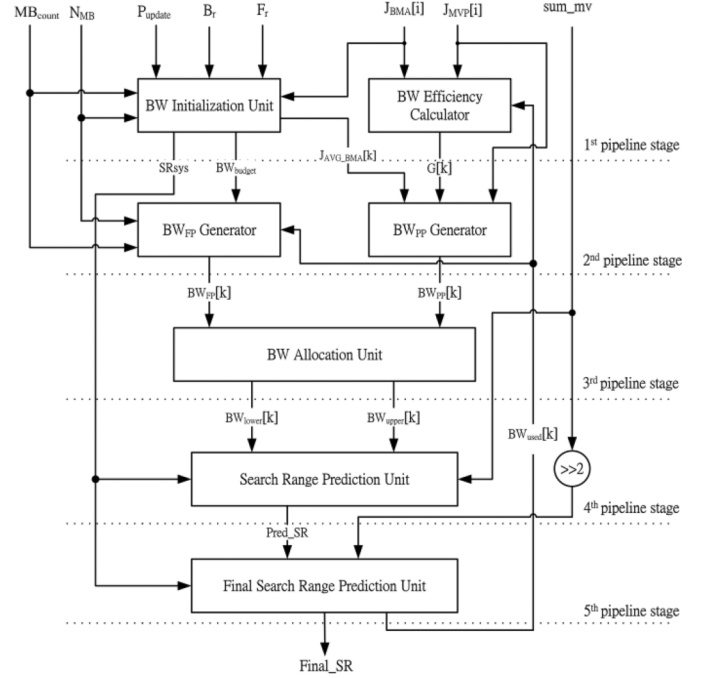 MBcount NMB Pupdate Br Fr JBMA[i] JMVP[i] sum_mv
BW Initialization Unit
BW Efficiency
Calculator
1st pipeline stage
SRsys BWbudget JAVG_BMA[k] G[k]
BWFP Generator
BWPP Generator
2nd pipeline stage
BWFP[k] BWPP[k]
BW Allocation Unit
3rd pipeline stage
BWlower[k] BWupper[k]
BWused[k]
Search Range Prediction Unit
>>2
4th pipeline stage
Pred_SR
Final Search Range Prediction Unit
5th pipeline stage
Final_SR